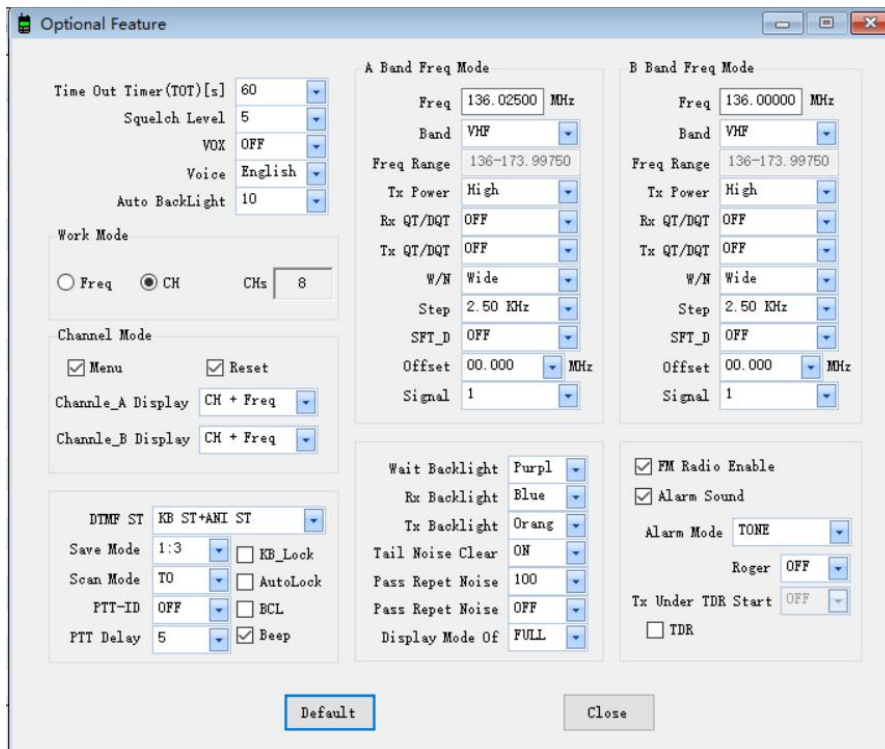 Optional Feature
Time Out Timer(TOT)[s] 60
Squelch Level 5
VOX OFF
Voice English
Auto BackLight 10
Work Mode
Freq CH CHs 8
Channel Mode
Menu Reset
Channle_A Display CH + Freq
Channle_B Display CH + Freq
DTMF ST KB ST+ANI ST
Save Mode 1:3 KB_Lock
Scan Mode TO AutoLock
PTT-ID OFF BCL
PTT Delay 5 Beep
A Band Freq Mode
Freq 136.02500 MHz
Band VHF
Freq Range 136-173.99750
Tx Power High
Rx QT/DQT OFF
Tx QT/DQT OFF
W/N Wide
Step 2.50 KHz
SFT_D OFF
Offset 00.000 MHz
Signal 1
Wait Backlight Purpl
Rx Backlight Blue
Tx Backlight Orang
Tail Noise Clear ON
Pass Repet Noise 100
Pass Repet Noise OFF
Display Mode Of FULL
B Band Freq Mode
Freq 136.00000 MHz
Band VHF
Freq Range 136-173.99750
Tx Power High
Rx QT/DQT OFF
Tx QT/DQT OFF
W/N Wide
Step 2.50 KHz
SFT_D OFF
Offset 00.000 MHz
Signal 1
FM Radio Enable
Alarm Sound
Alarm Mode TONE
Roger OFF
Tx Under TDR Start OFF
TDR
Default Close